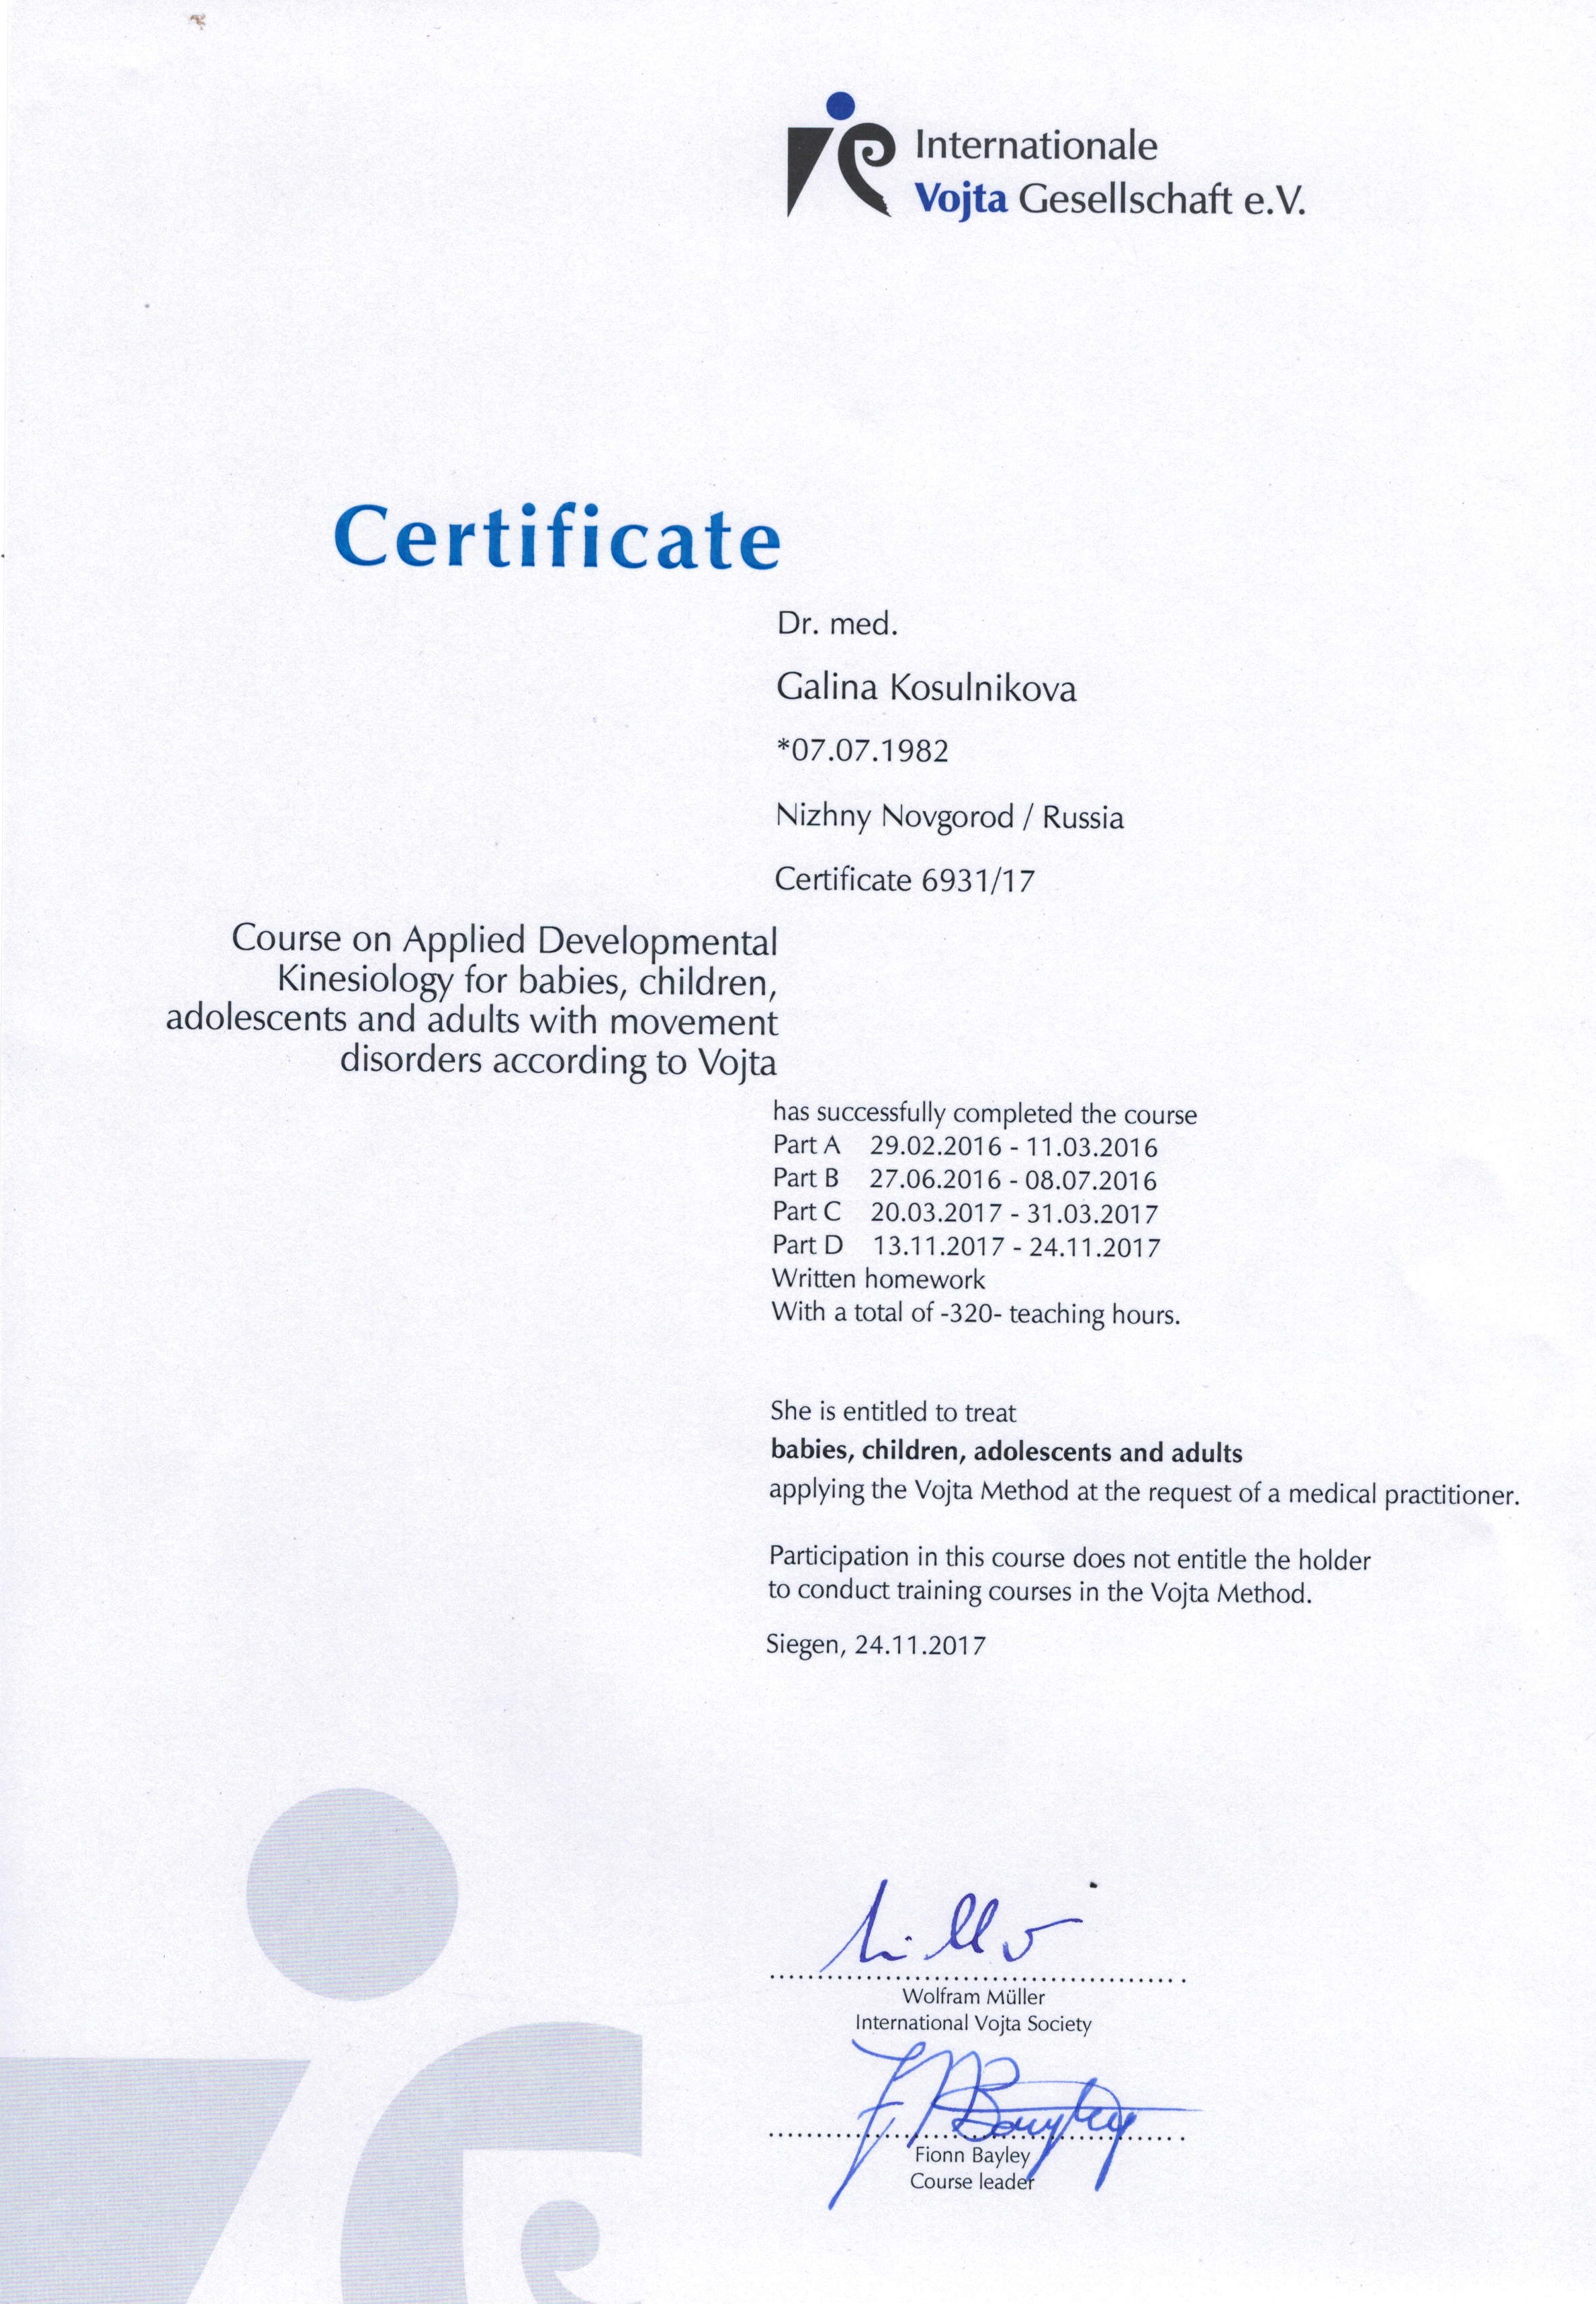 Internationale
Vojta Gesellschaft e.V.
Certificate
Dr. med.
Galina Kosulnikova
*07.07.1982
Nizhny Novgorod / Russia
Certificate 6931/17
Course on Applied Developmental
Kinesiology for babies, children,
adolescents and adults with movement
disorders according to Vojta
has successfully completed the course
Part A 29.02.2016 - 11.03.2016
Part B 27.06.2016 - 08.07.2016
Part C 20.03.2017 - 31.03.2017
Part D 13.11.2017 - 24.11.2017
Written homework
With a total of -320- teaching hours.
She is entitled to treat
babies, children, adolescents and adults
applying the Vojta Method at the request of a medical practitioner.
Participation in this course does not entitle the holder
to conduct training courses in the Vojta Method.
Siegen, 24.11.2017
Wolfram Müller
International Vojta Society
Fionn Bayley
Course leader